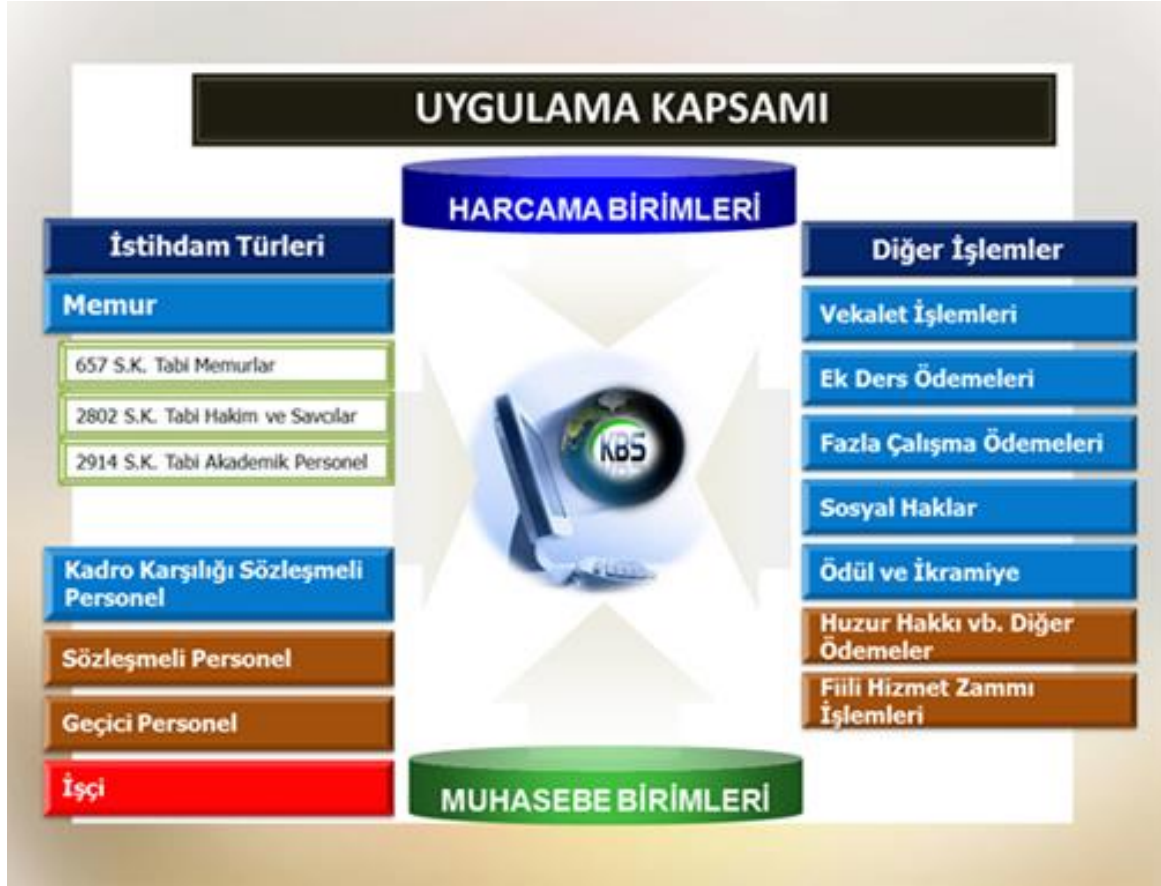 UYGULAMA KAPSAMI
HARCAMA BİRİMLERİ
İstihdam Türleri
Memur
657 S.K. Tabi Memurlar
2802 S.K. Tabi Hakim ve Savcılar
2914 S.K. Tabi Akademik Personel
Kadro Karşılığı Sözleşmeli
Personel
Sözleşmeli Personel
Geçici Personel
İşçi
KBS
Diğer İşlemler
Vekalet İşlemleri
Ek Ders Ödemeleri
Fazla Çalışma Ödemeleri
Sosyal Haklar
Ödül ve İkramiye
Huzur Hakkı vb. Diğer
Ödemeler
Fiili Hizmet Zammı
İşlemleri
MUHASEBE BİRİMLERİ